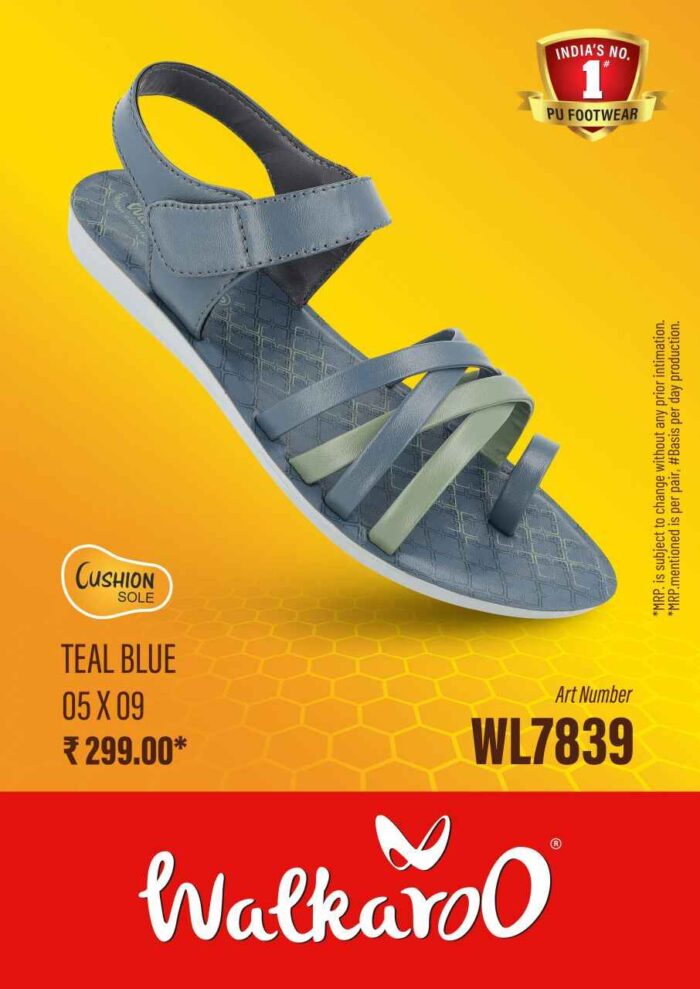 INDIA'S NO.
1#
PU FOOTWEAR
*MRP. is subject to change without any prior intimation.
*MRP.mentioned is per pair, #Basis per day production.
CUSHION
SOLE
TEAL BLUE
05 X 09
₹ 299.00*
Art Number
WL7839
Walkaroo®